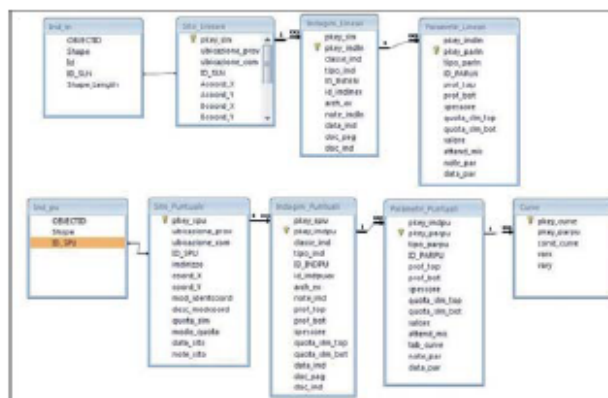 Ind_ln
OBJECTID
Shape
Id
ID_SLN
Shape_Length
Sito_Lineare
pkey_sln
ubicazione_prov
ubicazione_com
ID_SLN
Acoord_X
Acoord_Y
Bcoord_X
Bcoord_Y
Indagini_Lineari
pkey_sln
pkey_indln
classe_ind
tipo_ind
ID_INDLN
id_indlnex
arch_ex
note_indln
data_ind
doc_pag
doc_ind
Parametri_Lineari
pkey_indln
pkey_parln
tipo_parln
ID_PARLN
prof_top
prof_bot
spessore
quota_slm_top
quota_slm_bot
valore
attend_mis
note_par
data_par
Ind_pu
OBJECTID
Shape
ID_SPU
Sito_Puntuale
pkey_spu
ubicazione_prov
ubicazione_com
ID_SPU
indirizzo
coord_X
coord_Y
mod_identcoord
desc_modcoord
quota_slm
modo_quota
data_sito
note_sito
Indagini_Puntuali
pkey_spu
pkey_indpu
classe_ind
tipo_ind
ID_INDPU
id_indpuex
arch_ex
note_ind
prof_top
prof_bot
spessore
quota_slm_top
quota_slm_bot
data_ind
doc_pag
doc_ind
Parametri_Puntuali
pkey_indpu
pkey_parpu
tipo_parpu
ID_PARPU
prof_top
prof_bot
spessore
quota_slm_top
quota_slm_bot
valore
attend_mis
tab_curve
note_par
data_par
Curve
pkey_curve
pkey_parpu
varx
vary